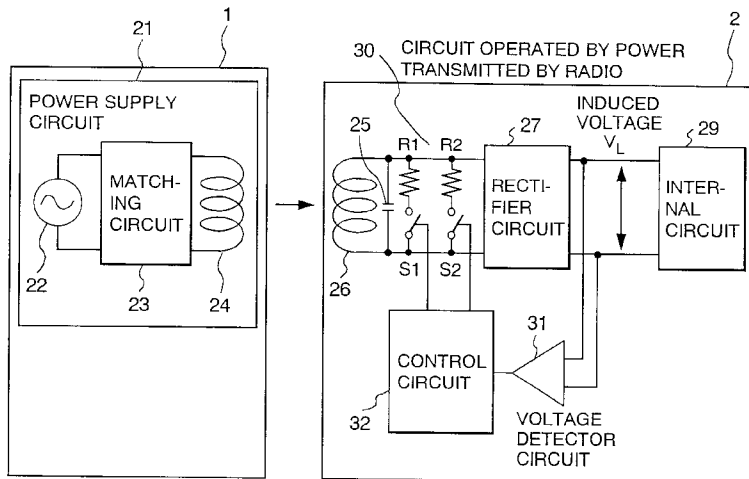 21
1
POWER SUPPLY
CIRCUIT
MATCH-
ING
CIRCUIT
22
23
24
2
CIRCUIT OPERATED BY POWER
TRANSMITTED BY RADIO
30
25
R1
R2
27
INDUCED
VOLTAGE
VL
29
RECTI-
FIER
CIRCUIT
INTER-
NAL
CIRCUIT
26
S1
S2
31
CONTROL
CIRCUIT
32
VOLTAGE
DETECTOR
CIRCUIT